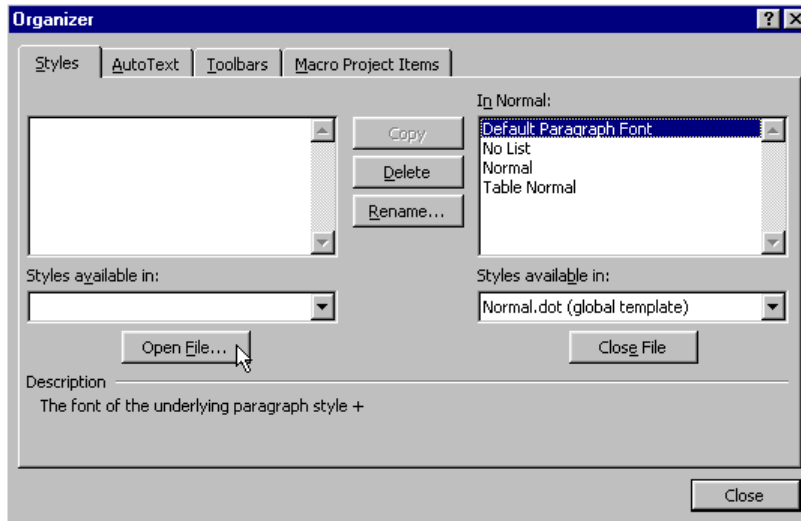 Organizer
Styles AutoText Toolbars Macro Project Items
In Normal:
Copy
Delete
Rename...
Default Paragraph Font
No List
Normal
Table Normal
Styles available in:
Open File...
Styles available in:
Normal.dot (global template)
Close File
Description
The font of the underlying paragraph style +
Close